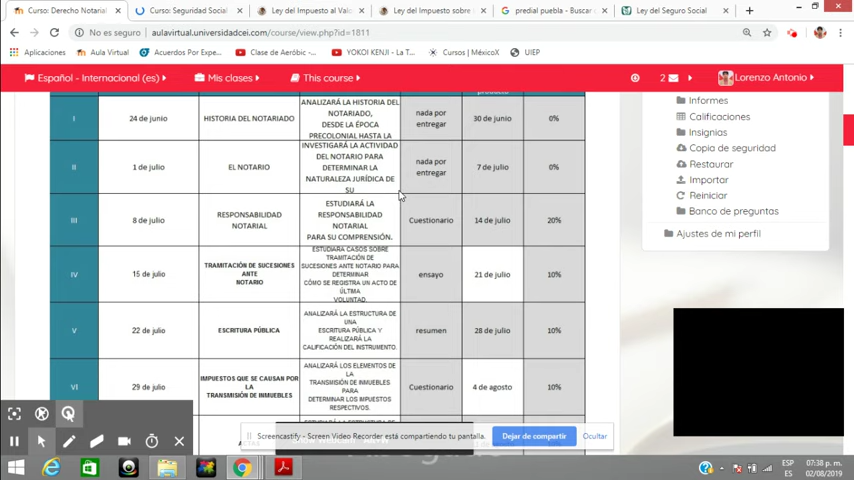 Curso: Derecho Notarial
Curso: Seguridad Social
Ley del Impuesto al Val
Ley del Impuesto sobre
predial puebla - Buscar
Ley del Seguro Social
No es seguro | aulavirtual.universidadcei.com/course/view.php?id=1811
Aplicaciones
Aula Virtual
Acuerdos Por Expe...
Clase de Aeróbic -...
YOKOI KENJI - La T...
Cursos | MéxicoX
UIEP
Español - Internacional (es)
Mis clases
This course
2
Lorenzo Antonio
producto
I
24 de junio
HISTORIA DEL NOTARIADO
ANALIZARÁ LA HISTORIA DEL
NOTARIADO,
DESDE LA ÉPOCA
PRECOLONIAL HASTA LA
nada por
entregar
30 de junio
0%
II
1 de julio
EL NOTARIO
INVESTIGARÁ LA ACTIVIDAD
DEL NOTARIO PARA
DETERMINAR LA
NATURALEZA JURÍDICA DE
SU
nada por
entregar
7 de julio
0%
III
8 de julio
RESPONSABILIDAD
NOTARIAL
ESTUDIARÁ LA
RESPONSABILIDAD
NOTARIAL
PARA SU COMPRENSIÓN.
Cuestionario
14 de julio
20%
IV
15 de julio
TRAMITACIÓN DE SUCESIONES
ANTE
NOTARIO
ESTUDIARÁ CASOS SOBRE
TRAMITACIÓN DE
SUCESIONES ANTE NOTARIO PARA
DETERMINAR
CÓMO SE REGISTRA UN ACTO DE
ÚLTIMA
VOLUNTAD.
ensayo
21 de julio
10%
V
22 de julio
ESCRITURA PÚBLICA
ANALIZARÁ LA ESTRUCTURA DE
UNA
ESCRITURA PÚBLICA Y
REALIZARÁ LA
CALIFICACIÓN DEL INSTRUMENTO.
resumen
28 de julio
10%
VI
29 de julio
IMPUESTOS QUE SE CAUSAN POR
LA
TRANSMISIÓN DE INMUEBLES
ANALIZARÁ LOS ELEMENTOS DE
LA
TRANSMISIÓN DE INMUEBLES
PARA
DETERMINAR LOS IMPUESTOS
RESPECTIVOS.
Cuestionario
4 de agosto
10%
Informes
Calificaciones
Insignias
Copia de seguridad
Restaurar
Importar
Reiniciar
Banco de preguntas
Ajustes de mi perfil
Screencastify - Screen Video Recorder está compartiendo tu pantalla.
Dejar de compartir
Ocultar
ESP
ES
07:38 p. m.
02/08/2019